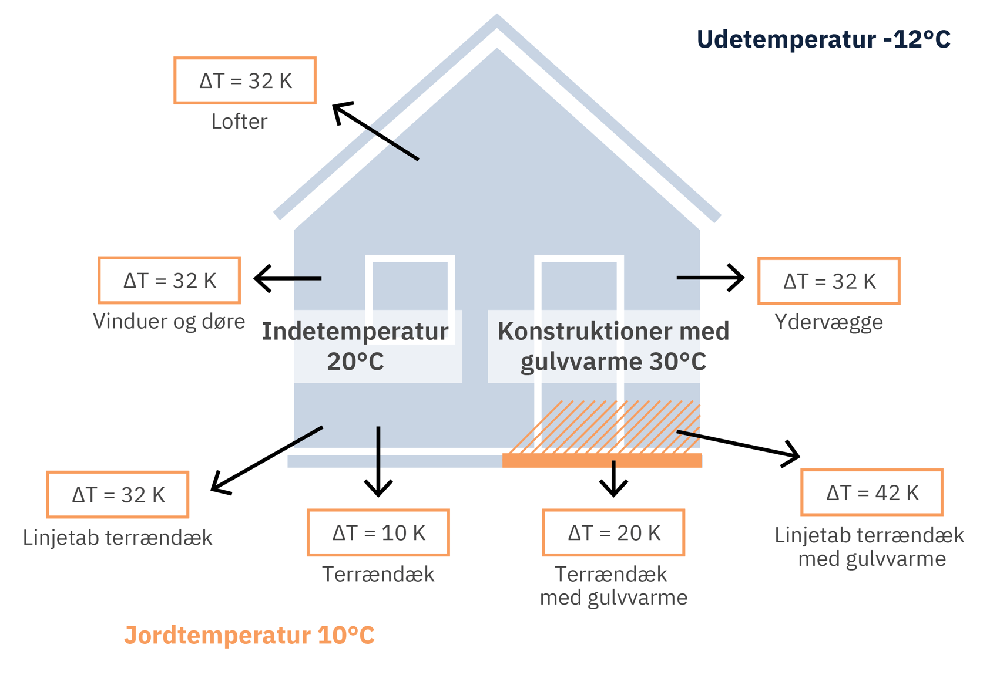 Udetemperatur -12°C
ΔT = 32 K
Lofter
ΔT = 32 K
Vinduer og døre
ΔT = 32 K
Ydervægge
Indetemperatur
20°C
Konstruktioner med
gulvvarme 30°C
ΔT = 32 K
Linjetab terrændæk
ΔT = 10 K
Terrændæk
ΔT = 20 K
Terrændæk
med gulvvarme
ΔT = 42 K
Linjetab terrændæk
med gulvvarme
Jordtemperatur 10°C